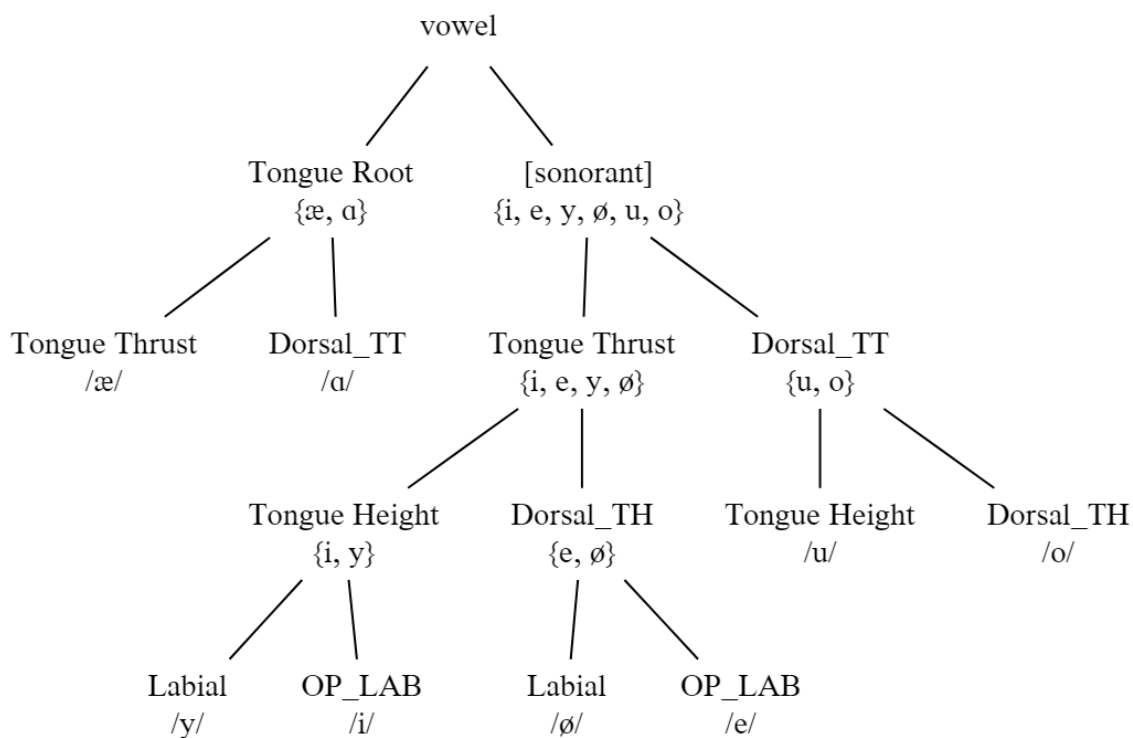 vowel
Tongue Root [sonorant]
{æ, ɑ} {i, e, y, ø, u, o}
Tongue Thrust Dorsal_TT Tongue Thrust Dorsal_TT
/æ/ /ɑ/ {i, e, y, ø} {u, o}
Tongue Height Dorsal_TH Tongue Height Dorsal_TH
{i, y} {e, ø} /u/ /o/
Labial OP_LAB Labial OP_LAB
/y/ /i/ /ø/ /e/